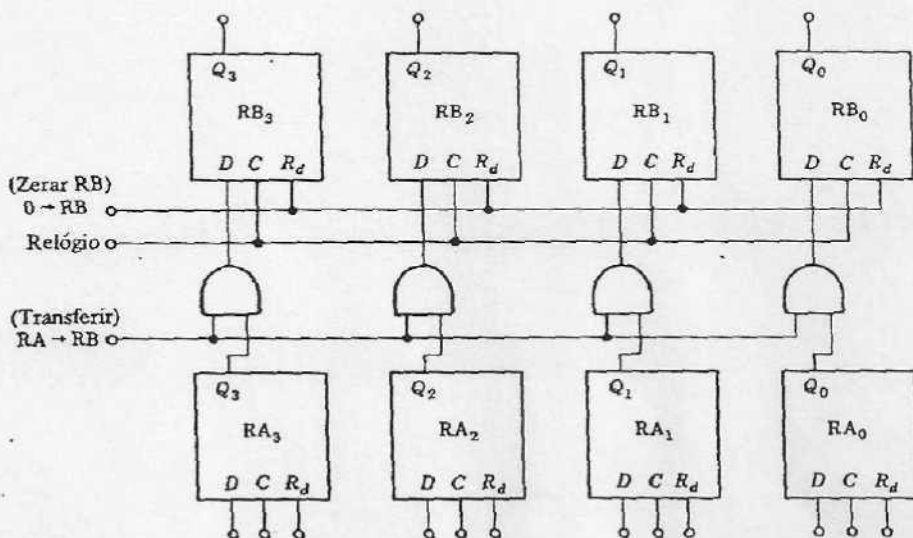 Q3 Q2 Q1 Q0
RB3 RB2 RB1 RB0
D C Rd D C Rd D C Rd D C Rd
(Zerar RB)
0 → RB
Relógio
(Transferir)
RA → RB
Q3 Q2 Q1 Q0
RA3 RA2 RA1 RA0
D C Rd D C Rd D C Rd D C Rd